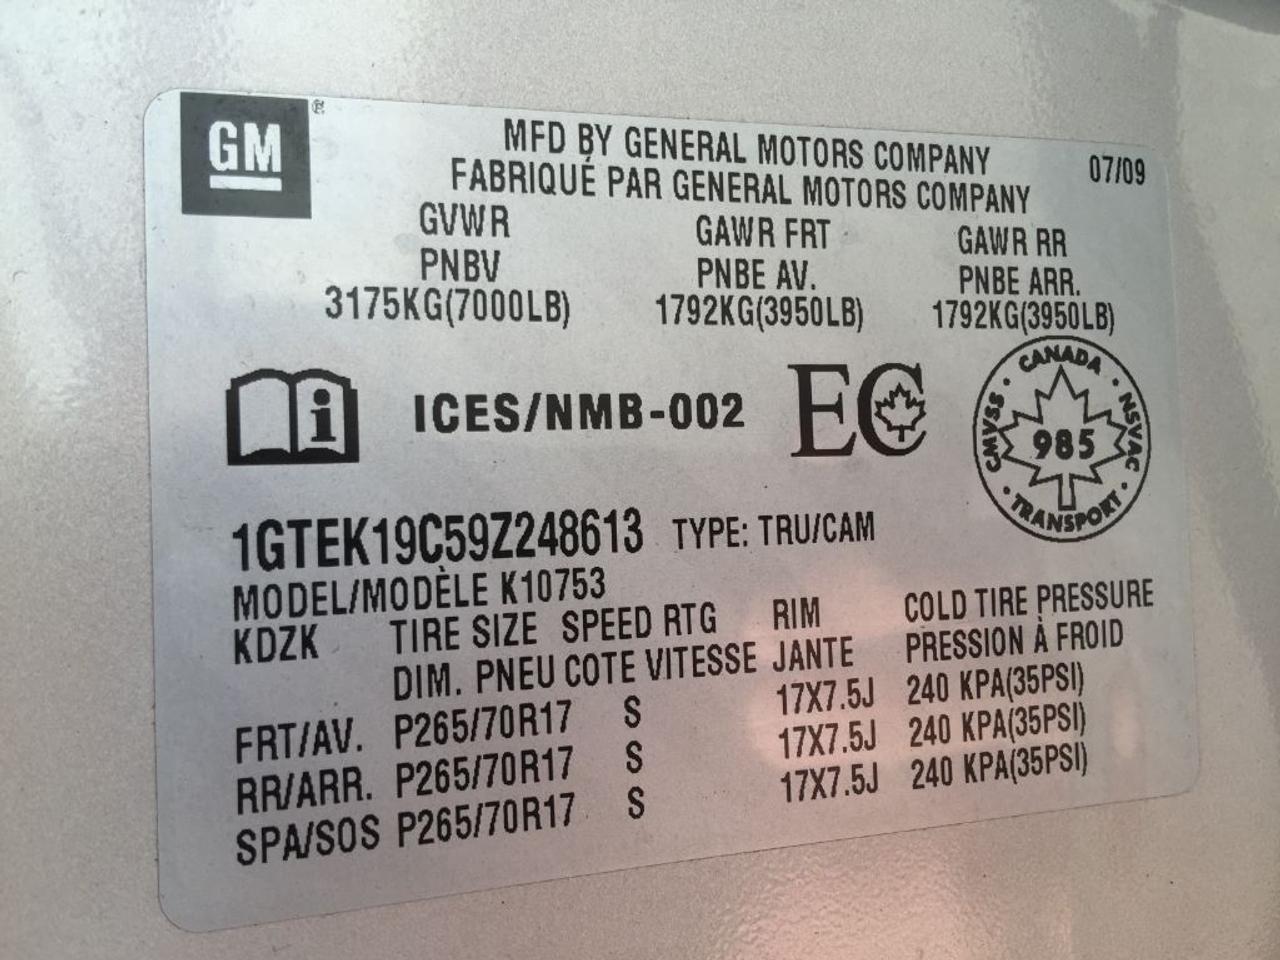 GM
®
MFD BY GENERAL MOTORS COMPANY
07/09
FABRIQUÉ PAR GENERAL MOTORS COMPANY
GVWR GAWR FRT GAWR RR
PNBV PNBE AV. PNBE ARR.
3175KG(7000LB) 1792KG(3950LB) 1792KG(3950LB)
i ICES/NMB-002 EC
CANADA
CMVSS 985 NSVAC
TRANSPORT
1GTEK19C59Z248613 TYPE: TRU/CAM
MODEL/MODÈLE K10753
KDZK TIRE SIZE SPEED RTG RIM COLD TIRE PRESSURE
DIM. PNEU COTE VITESSE JANTE PRESSION À FROID
FRT/AV. P265/70R17 S 17X7.5J 240 KPA(35PSI)
RR/ARR. P265/70R17 S 17X7.5J 240 KPA(35PSI)
SPA/SOS P265/70R17 S 17X7.5J 240 KPA(35PSI)